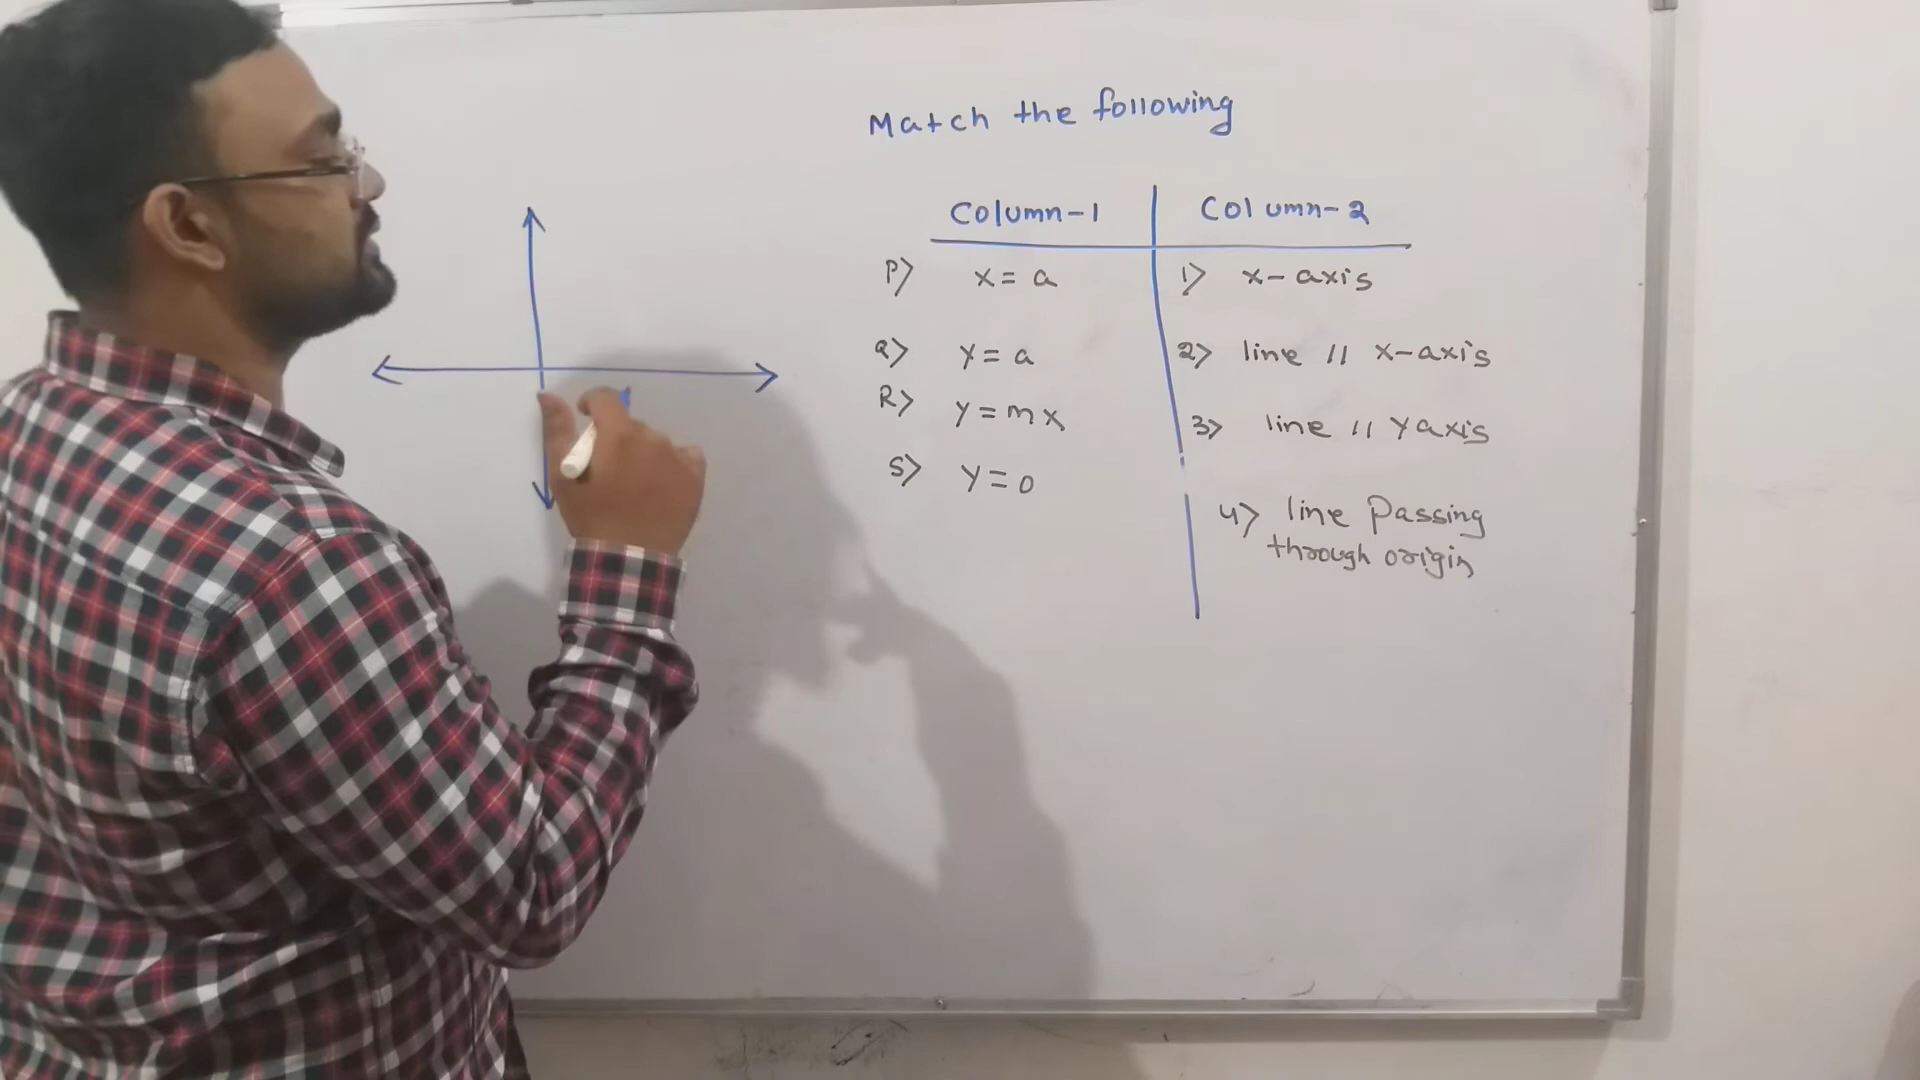 Match the following
Column-1 Column-2
P) x = a 1) x-axis
Q) y = a 2) line // x-axis
R) y = mx 3) line // y axis
S) y = 0
4) line Passing
through origin